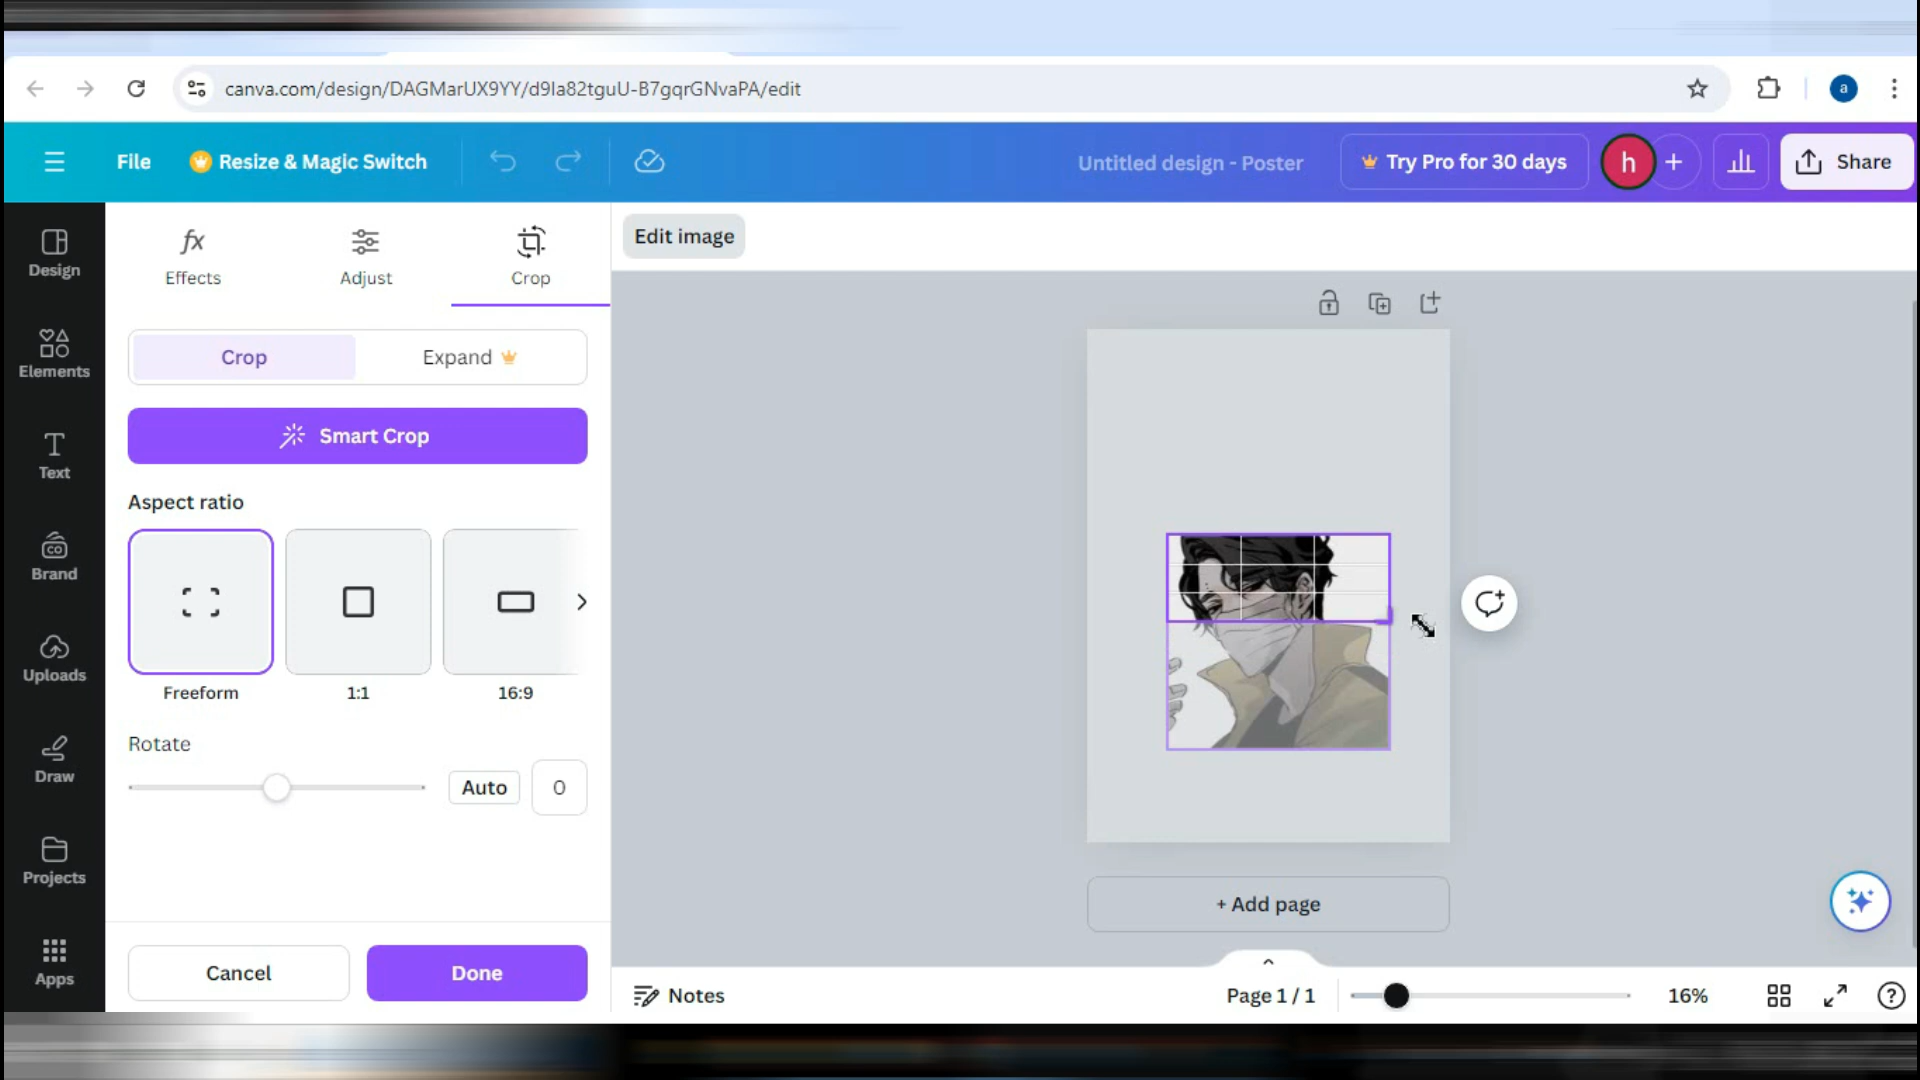 canva.com/design/DAGMarUX9YY/d9Ia82tguU-B7gqrGNvaPA/edit
a
File
Resize & Magic Switch
Untitled design - Poster
Try Pro for 30 days
h
Share
Design
Elements
Text
Brand
Uploads
Draw
Projects
Apps
fx
Effects
Adjust
Crop
Crop
Expand
Smart Crop
Aspect ratio
Freeform
1:1
16:9
Rotate
Auto
0
Cancel
Done
Edit image
+ Add page
Notes
Page 1 / 1
16%